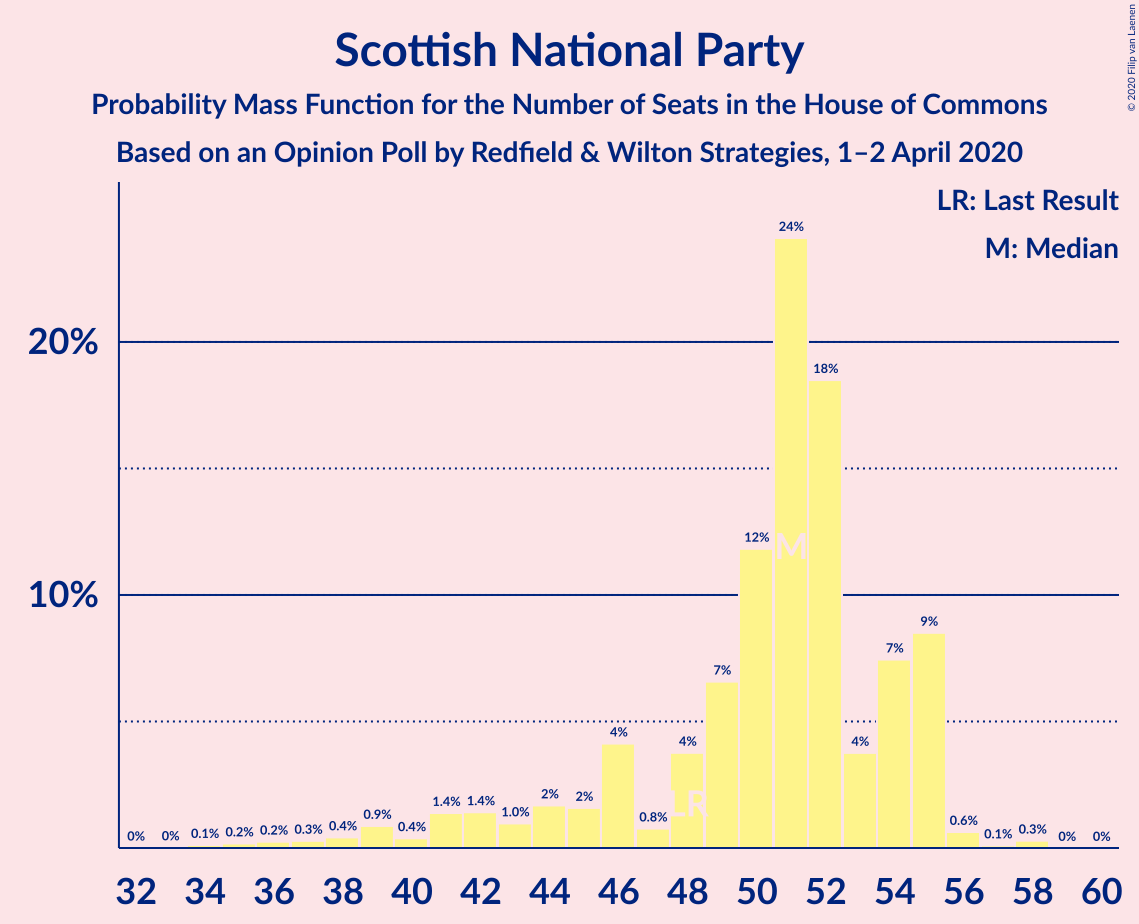 © 2020 Filip van Laenen
Scottish National Party
Probability Mass Function for the Number of Seats in the House of Commons
Based on an Opinion Poll by Redfield & Wilton Strategies, 1–2 April 2020
LR: Last Result
M: Median
20%
10%
0% 0% 0.1% 0.2% 0.2% 0.3% 0.4% 0.9% 0.4% 1.4% 1.4% 1.0% 2% 2% 4% 0.8% 4% 7% 12% 24% 18% 4% 7% 9% 0.6% 0.1% 0.3% 0% 0%
M
LR
32 34 36 38 40 42 44 46 48 50 52 54 56 58 60